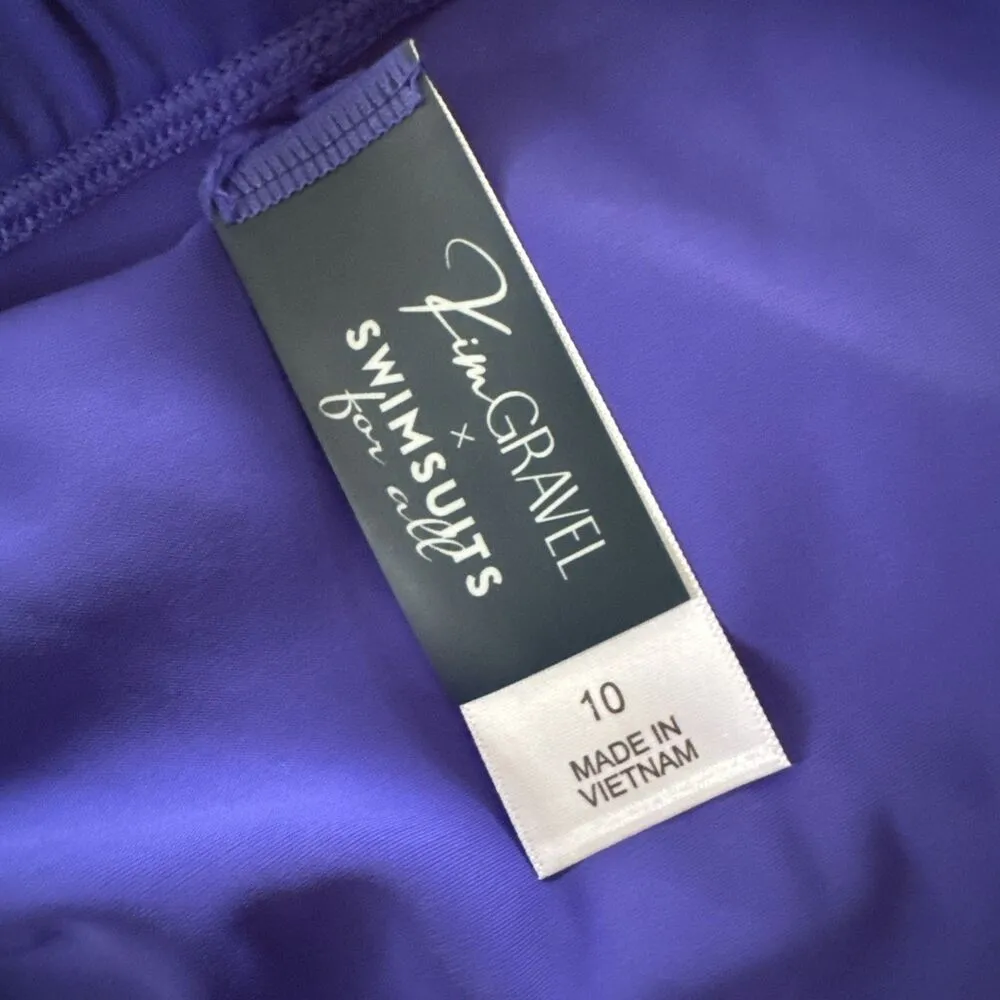 Kim GRAVEL
×
SWIMSUITS
for all
10
MADE IN
VIETNAM